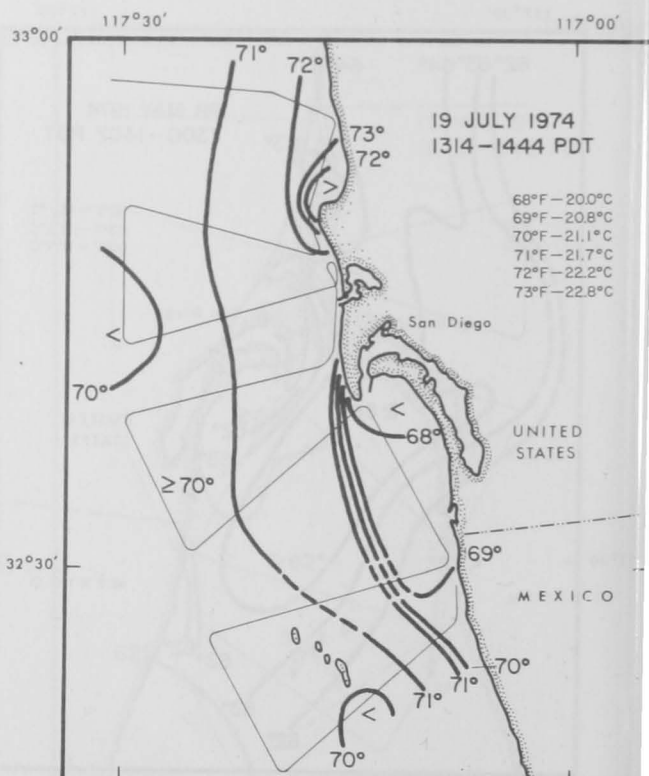 117°30′
117°00′
33°00′
71°
72°
73°
72°
>
19 JULY 1974
1314–1444 PDT
68°F–20.0°C
69°F–20.8°C
70°F–21.1°C
71°F–21.7°C
72°F–22.2°C
73°F–22.8°C
San Diego
<
70°
<
68°
UNITED
STATES
≥70°
32°30′
69°
MEXICO
70°
71°
71°
<
70°